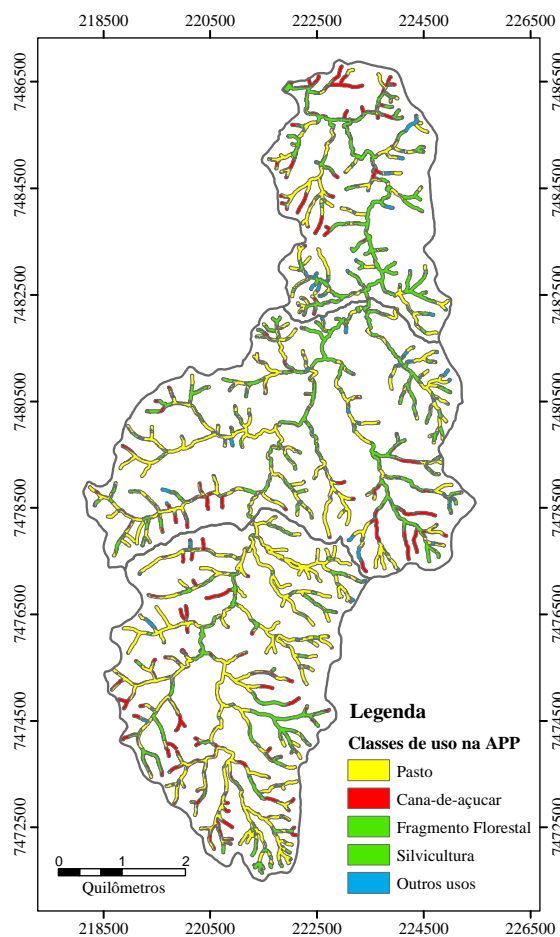 218500 220500 222500 224500 226500
7486500 7486500
7484500 7484500
7482500 7482500
7480500 7480500
7478500 7478500
7476500 7476500
7474500 7474500
7472500 7472500
Legenda
Classes de uso na APP
Pasto
Cana-de-açucar
Fragmento Florestal
Silvicultura
Outros usos
0 1 2
Quilômetros
218500 220500 222500 224500 226500